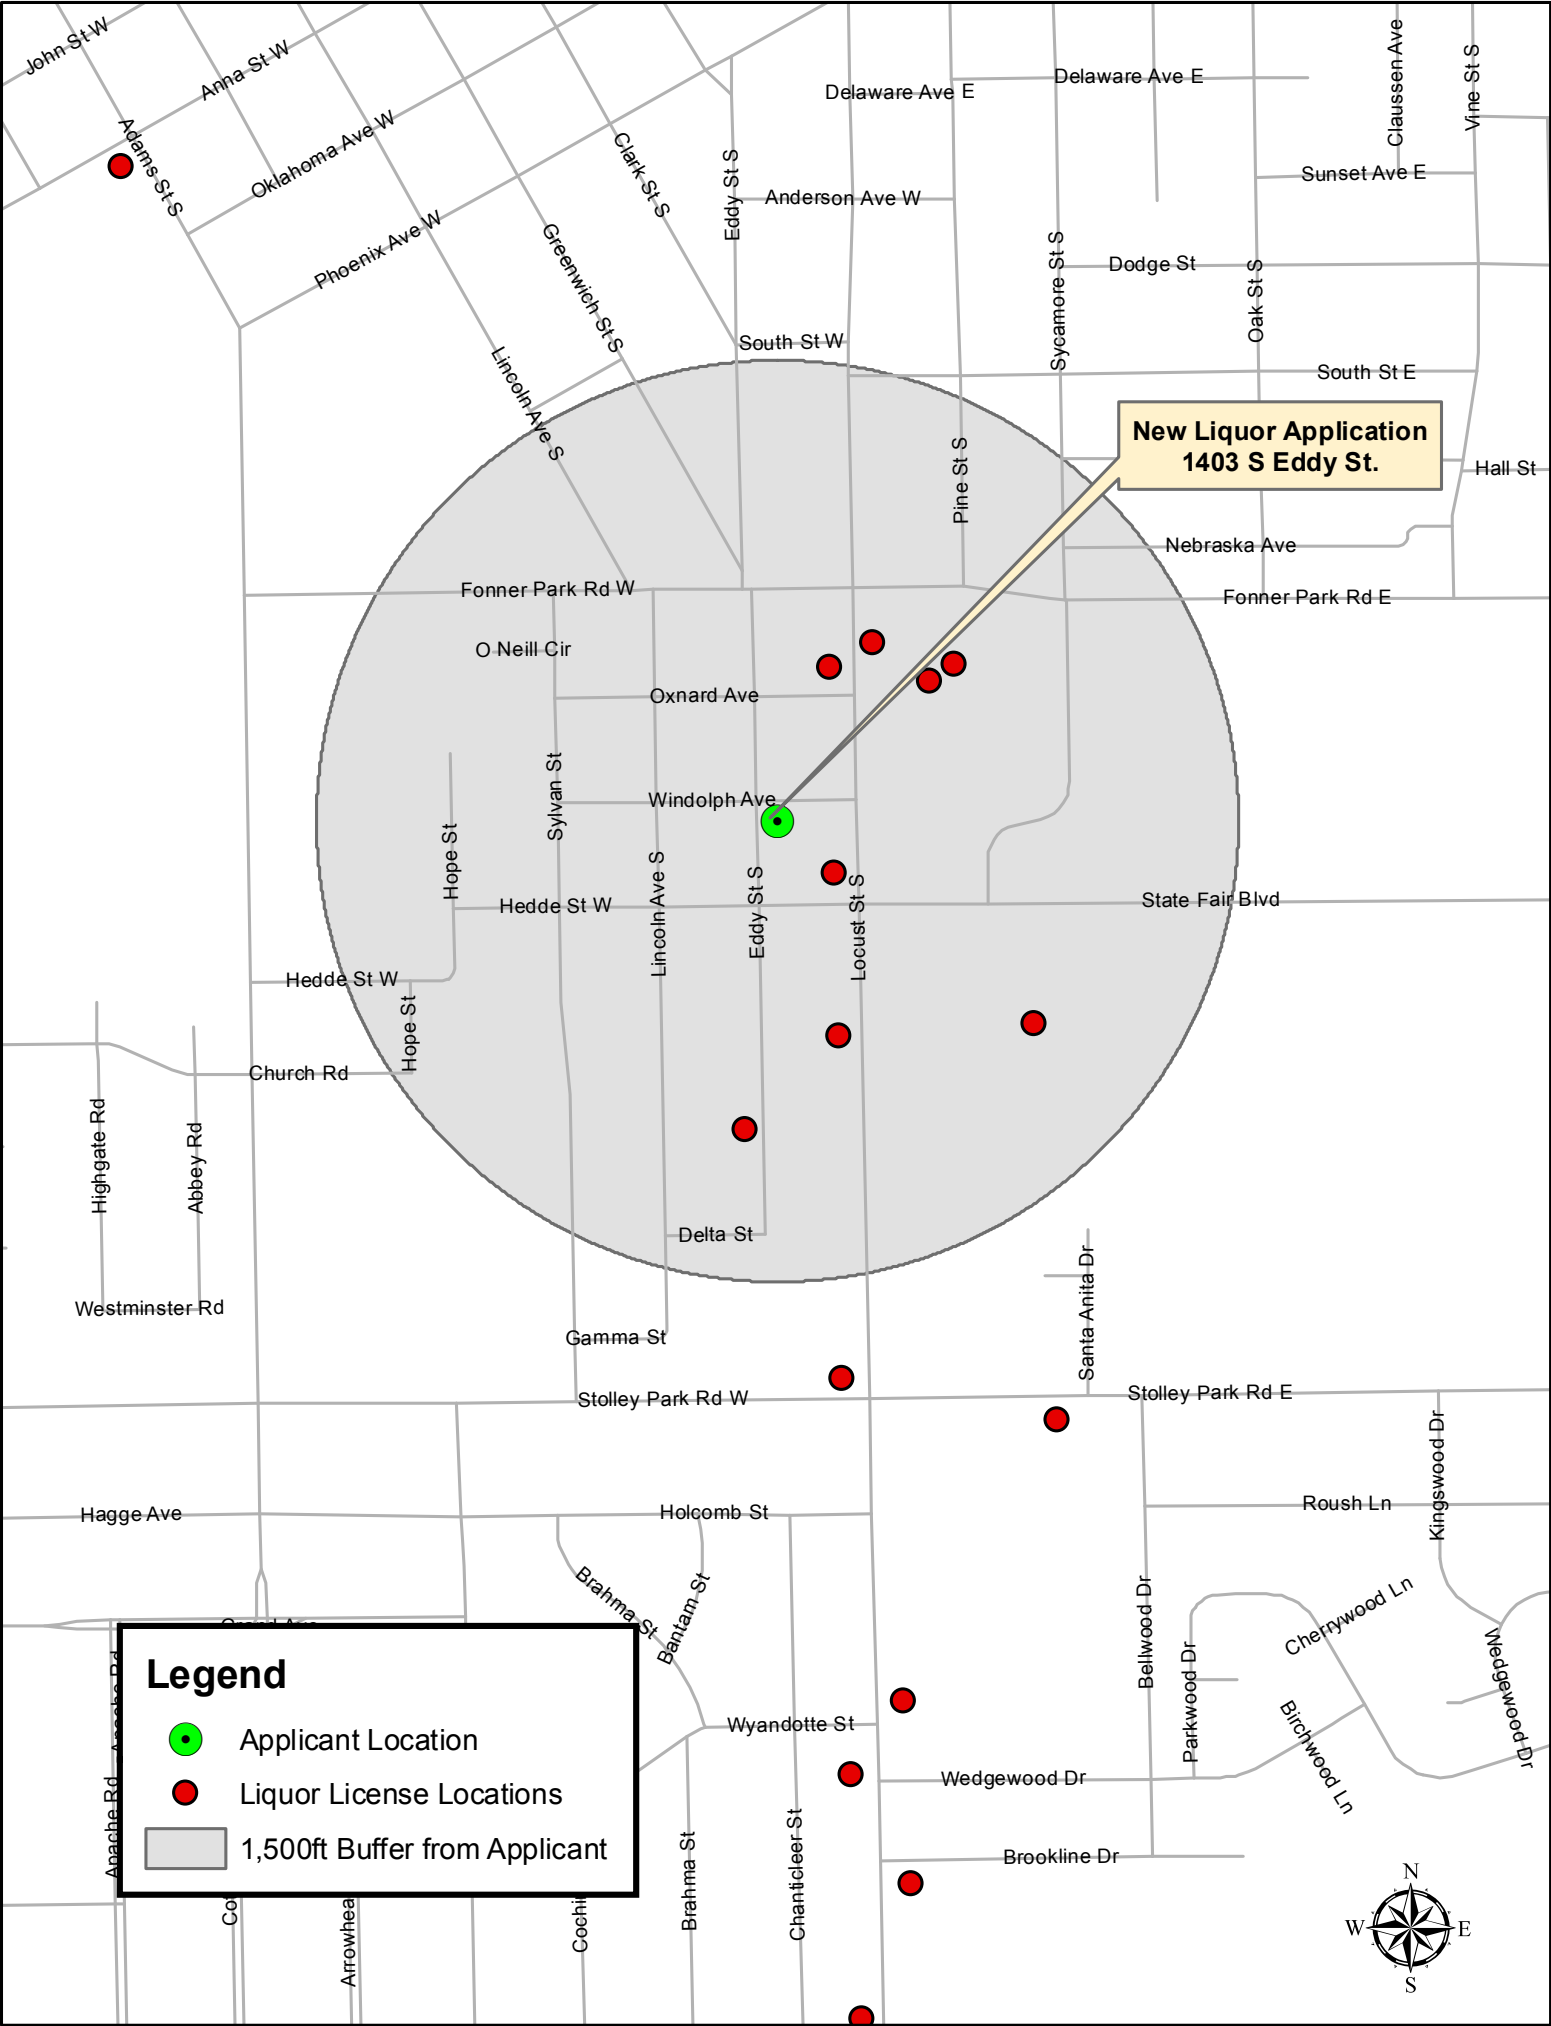 John St W
Anna St W
Adams St S
Oklahoma Ave W
Phoenix Ave W
Clark St S
Greenwich St S
Lincoln Ave S
Eddy St S
Delaware Ave E
Delaware Ave E
Claussen Ave
Vine St S
Anderson Ave W
Sunset Ave E
Sycamore St S
Dodge St
Oak St S
South St W
South St E
New Liquor Application
1403 S Eddy St.
Pine St S
Hall St
Nebraska Ave
Fonner Park Rd W
Fonner Park Rd E
O Neill Cir
Oxnard Ave
Sylvan St
Windolph Ave
Hope St
Lincoln Ave S
Eddy St S
Locust St S
Hedde St W
State Fair Blvd
Hedde St W
Hope St
Church Rd
Highgate Rd
Abbey Rd
Delta St
Santa Anita Dr
Westminster Rd
Gamma St
Stolley Park Rd W
Stolley Park Rd E
Kingswood Dr
Hagge Ave
Holcomb St
Roush Ln
Brahma St
Bantam St
Bellwood Dr
Cherrywood Ln
Parkwood Dr
Wedgewood Dr
Birchwood Ln
Grand Ave
Apache Rd
Apache Rd
Wyandotte St
Wedgewood Dr
Chanticleer St
Brahma St
Brookline Dr
Legend
Applicant Location
Liquor License Locations
1,500ft Buffer from Applicant
Cot
Arrowhea
Cochi
N
W E
S